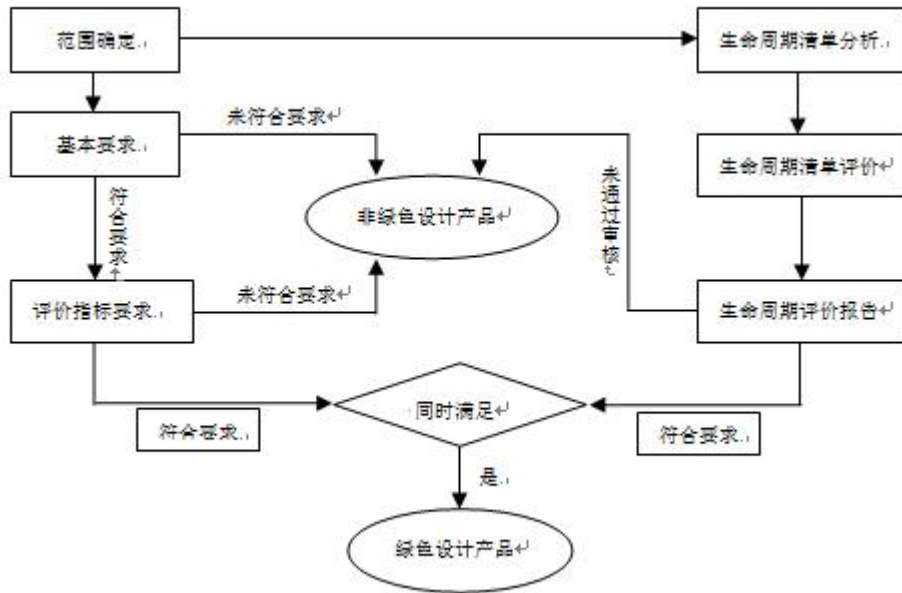 范围确定
生命周期清单分析
基本要求
未符合要求
生命周期清单评价
符合要求
非绿色设计产品
未通过审核
评价指标要求
未符合要求
生命周期评价报告
同时满足
符合要求
符合要求
是
绿色设计产品